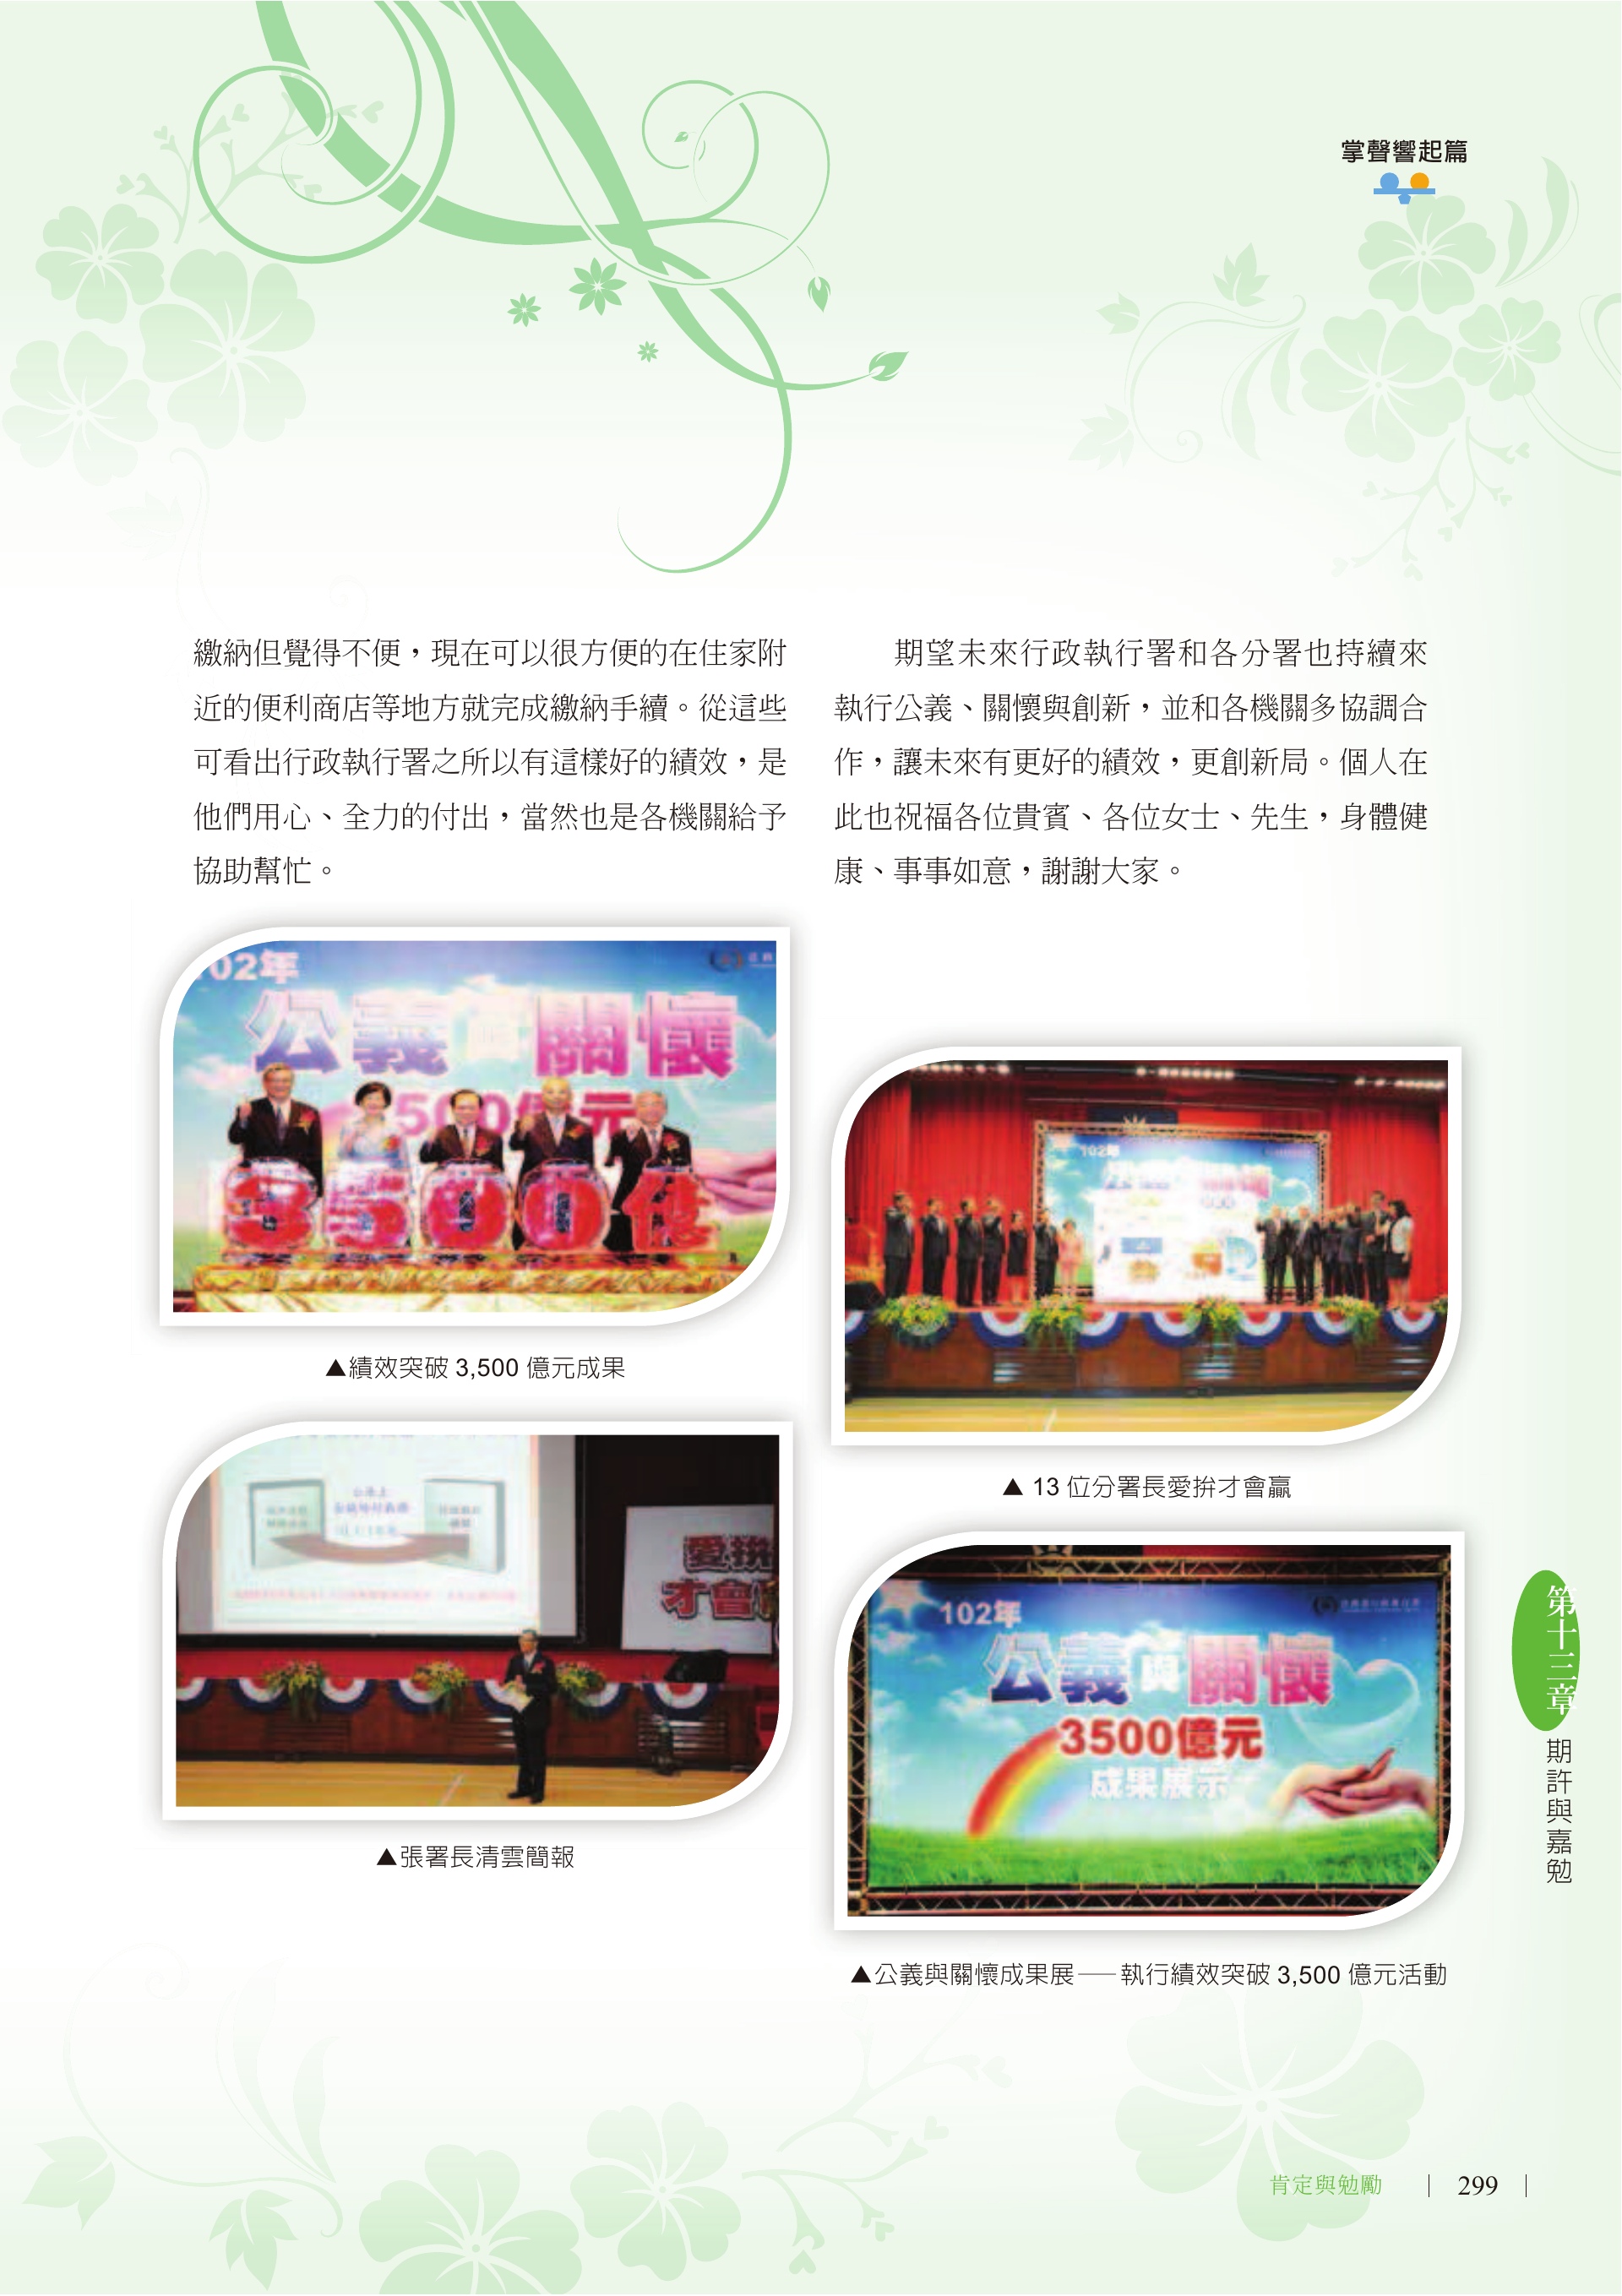 掌聲響起篇
繳納但覺得不便，現在可以很方便的在住家附
近的便利商店等地方就完成繳納手續。從這些
可看出行政執行署之所以有這樣好的績效，是
他們用心、全力的付出，當然也是各機關給予
協助幫忙。
期望未來行政執行署和各分署也持續來
執行公義、關懷與創新，並和各機關多協調合
作，讓未來有更好的績效，更創新局。個人在
此也祝福各位貴賓、各位女士、先生，身體健
康、事事如意，謝謝大家。
102年
公義與關懷
3500億
▲績效突破 3,500 億元成果
102年
▲ 13 位分署長愛拚才會贏
愛拚
才會
▲張署長清雲簡報
102年
公義與關懷
3500億元
成果展示
▲公義與關懷成果展——執行績效突破 3,500 億元活動
第十三章
期許與嘉勉
肯定與勉勵
299